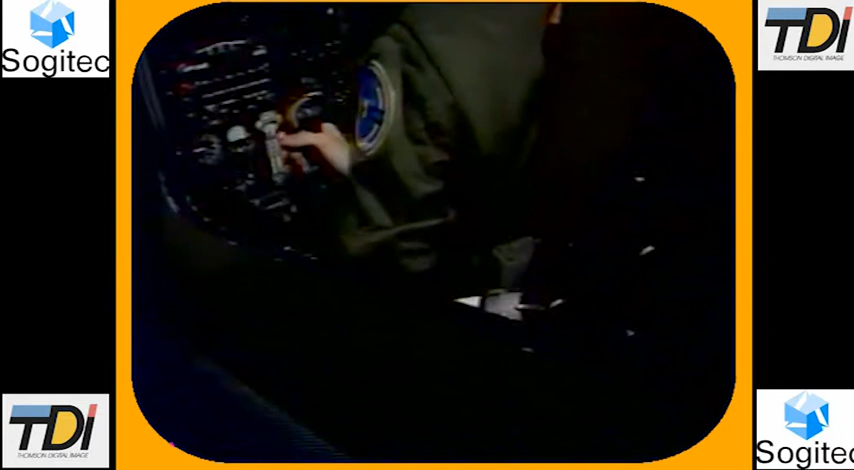 Sogitec
TDI
THOMSON DIGITAL IMAGE
TDI
THOMSON DIGITAL IMAGE
Sogitec